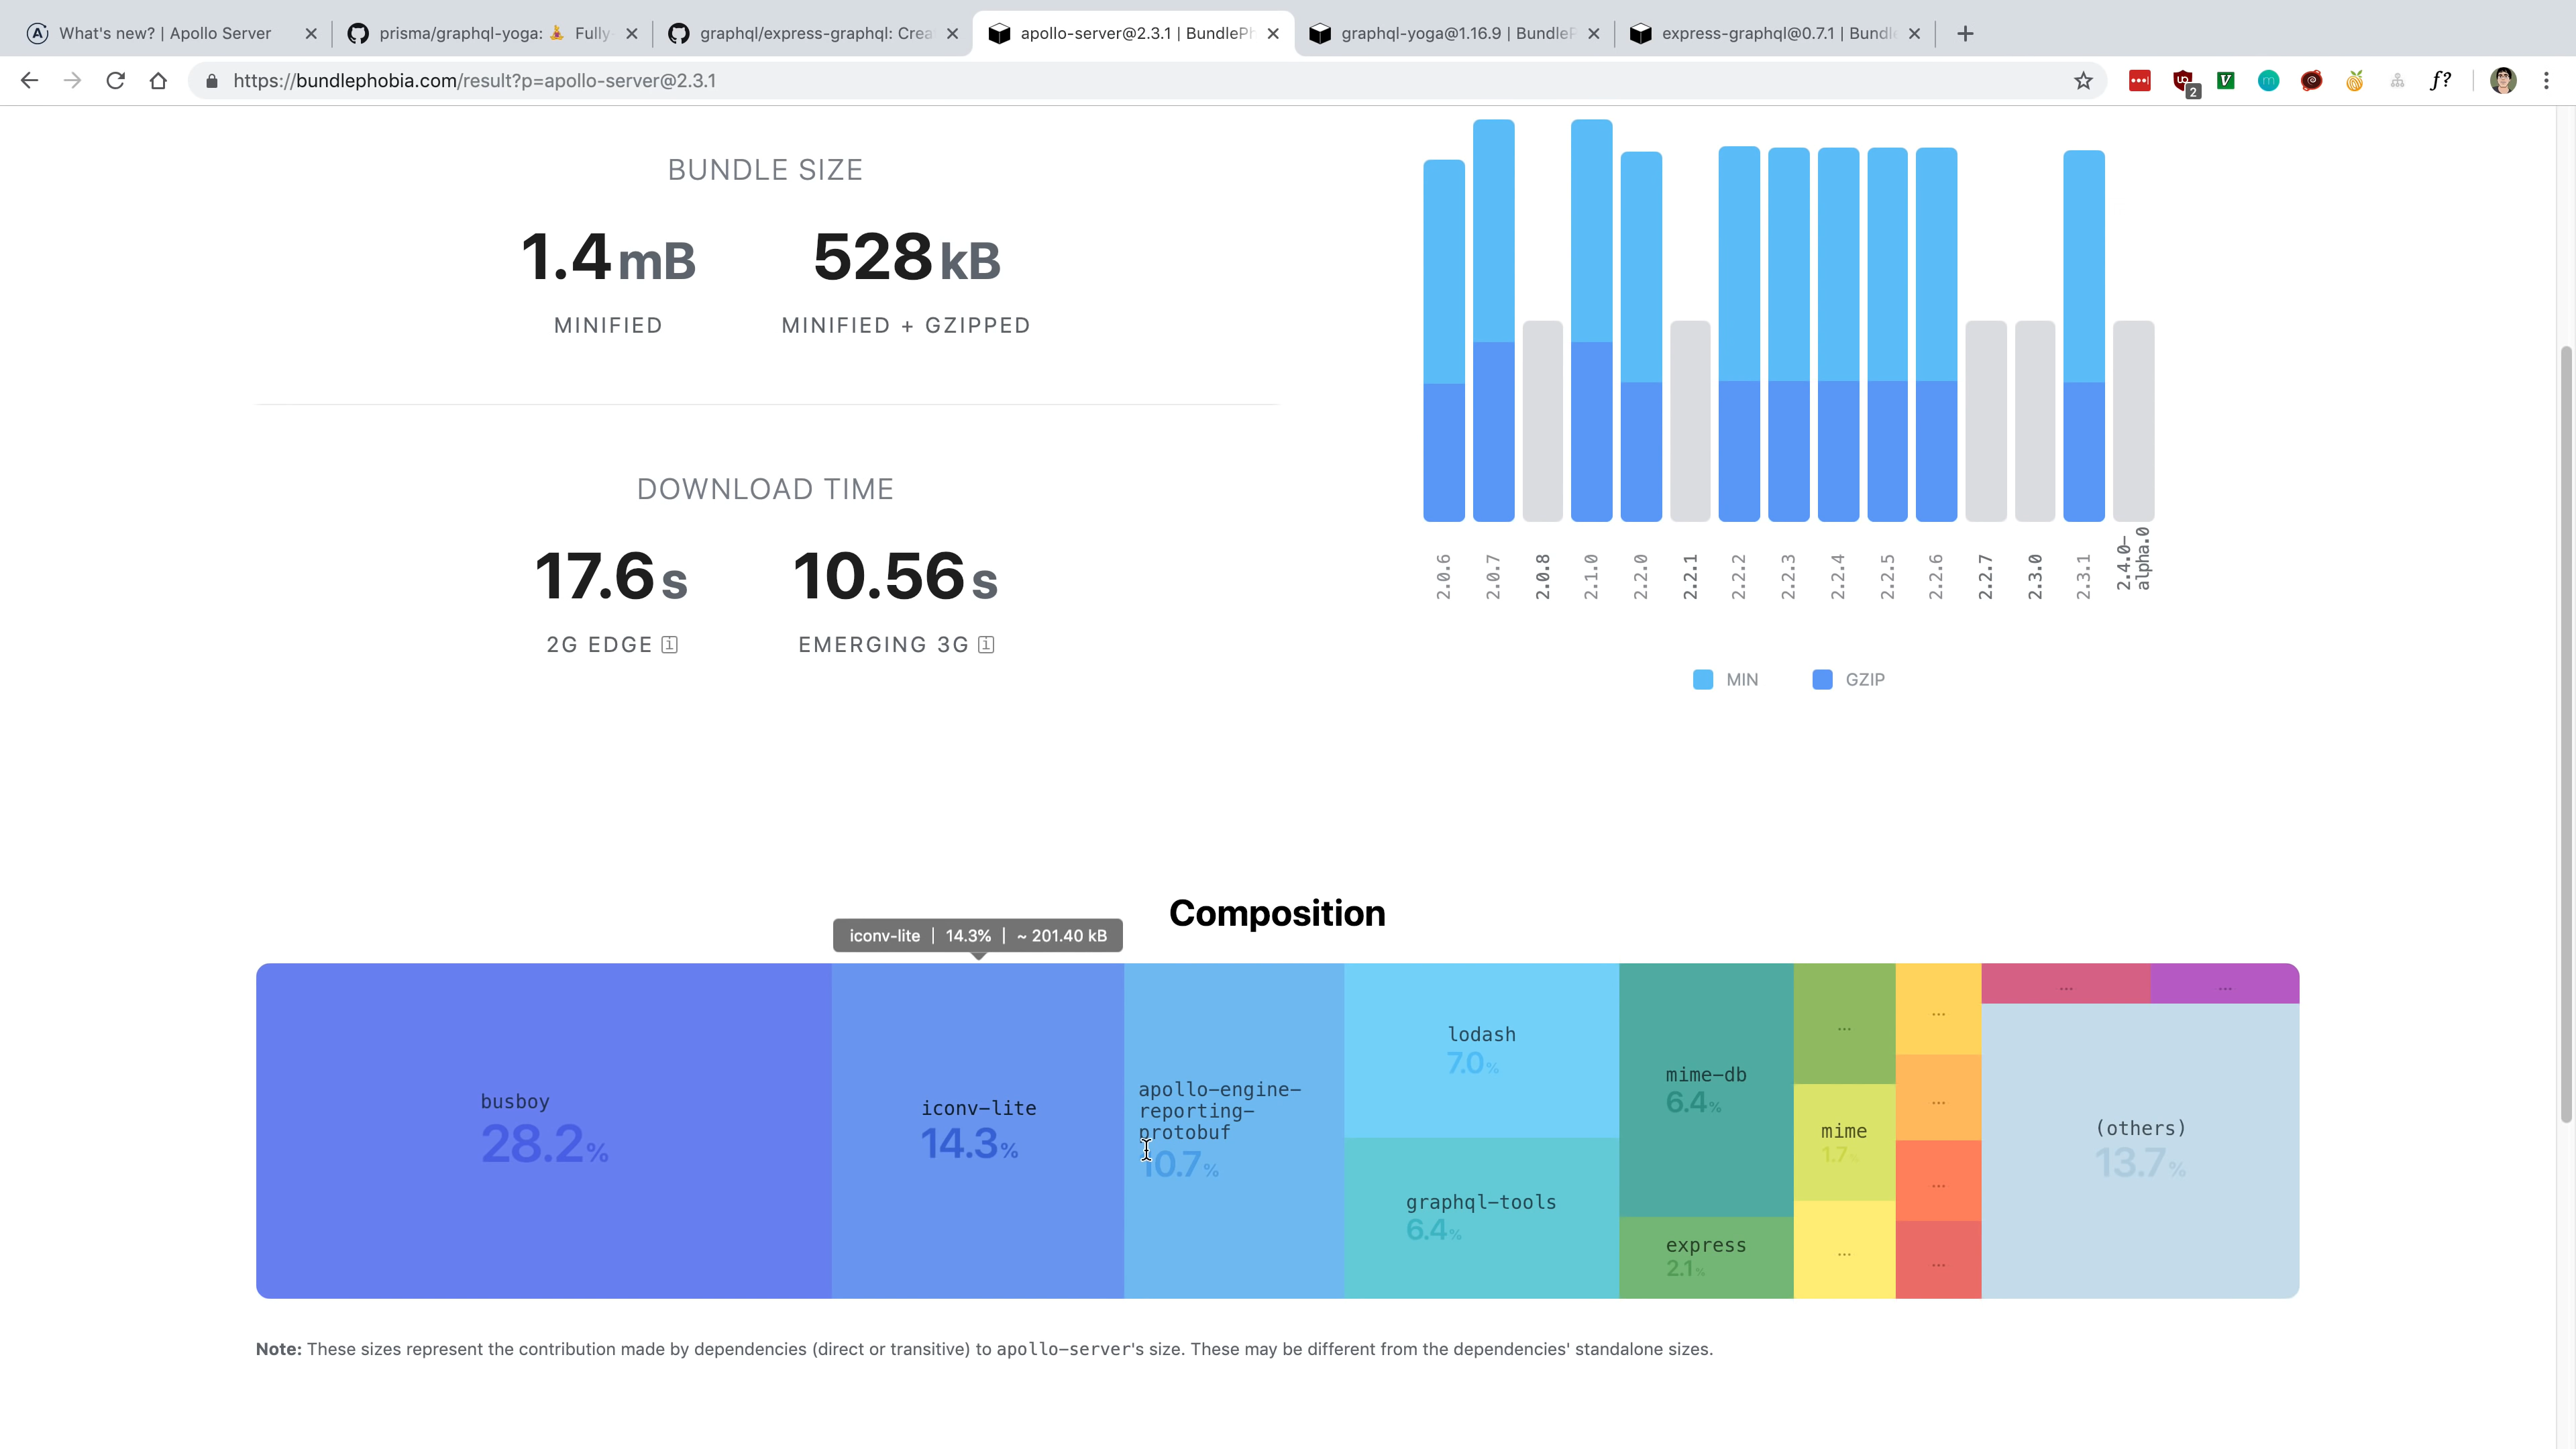 What's new? | Apollo Server
prisma/graphql-yoga: 🧘 Fully
graphql/express-graphql: Crea
apollo-server@2.3.1 | BundlePh
graphql-yoga@1.16.9 | BundleP
express-graphql@0.7.1 | Bundle
https://bundlephobia.com/result?p=apollo-server@2.3.1
2
f?
BUNDLE SIZE
1.4 mB
528 kB
MINIFIED
MINIFIED + GZIPPED
DOWNLOAD TIME
17.6 s
10.56 s
2G EDGE
EMERGING 3G
2.0.6
2.0.7
2.0.8
2.1.0
2.2.0
2.2.1
2.2.2
2.2.3
2.2.4
2.2.5
2.2.6
2.2.7
2.3.0
2.3.1
2.4.0-
alpha.0
MIN
GZIP
Composition
iconv-lite | 14.3% | ~ 201.40 kB
busboy
28.2%
iconv-lite
14.3%
apollo-engine-
reporting-
protobuf
10.7%
lodash
7.0%
graphql-tools
6.4%
mime-db
6.4%
express
2.1%
...
mime
1.7%
...
...
...
...
...
...
...
(others)
13.7%
Note: These sizes represent the contribution made by dependencies (direct or transitive) to apollo-server's size. These may be different from the dependencies' standalone sizes.